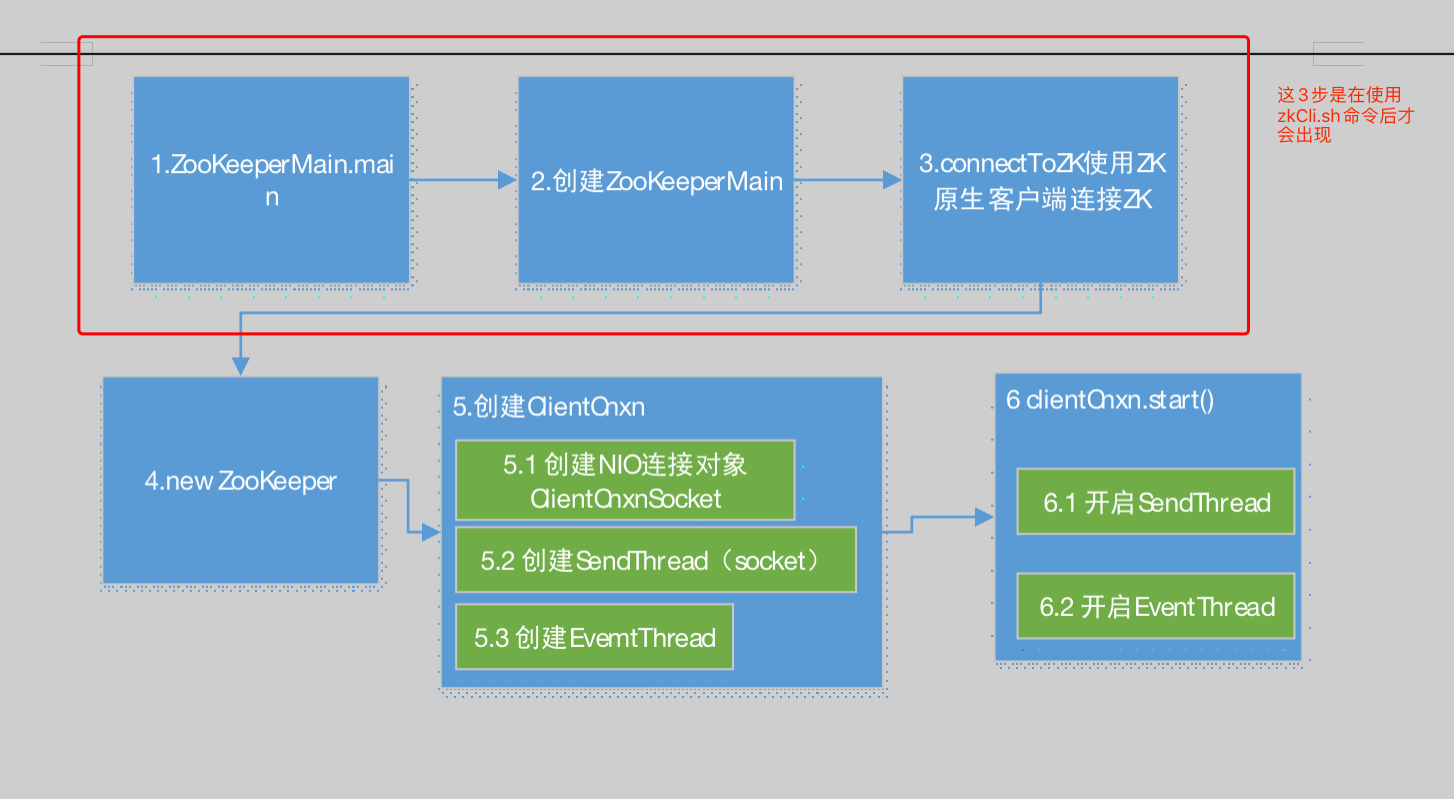 1.ZooKeeperMain.mai
n
2.创建ZooKeeperMain
3.connectToZK使用ZK
原生客户端连接ZK
这3步是在使用
zkCli.sh命令后才
会出现
4.new ZooKeeper
5.创建ClientCnxn
5.1 创建NIO连接对象
ClientCnxnSocket
5.2 创建SendThread（socket）
5.3 创建EvemtThread
6 clientCnxn.start()
6.1 开启SendThread
6.2 开启EventThread